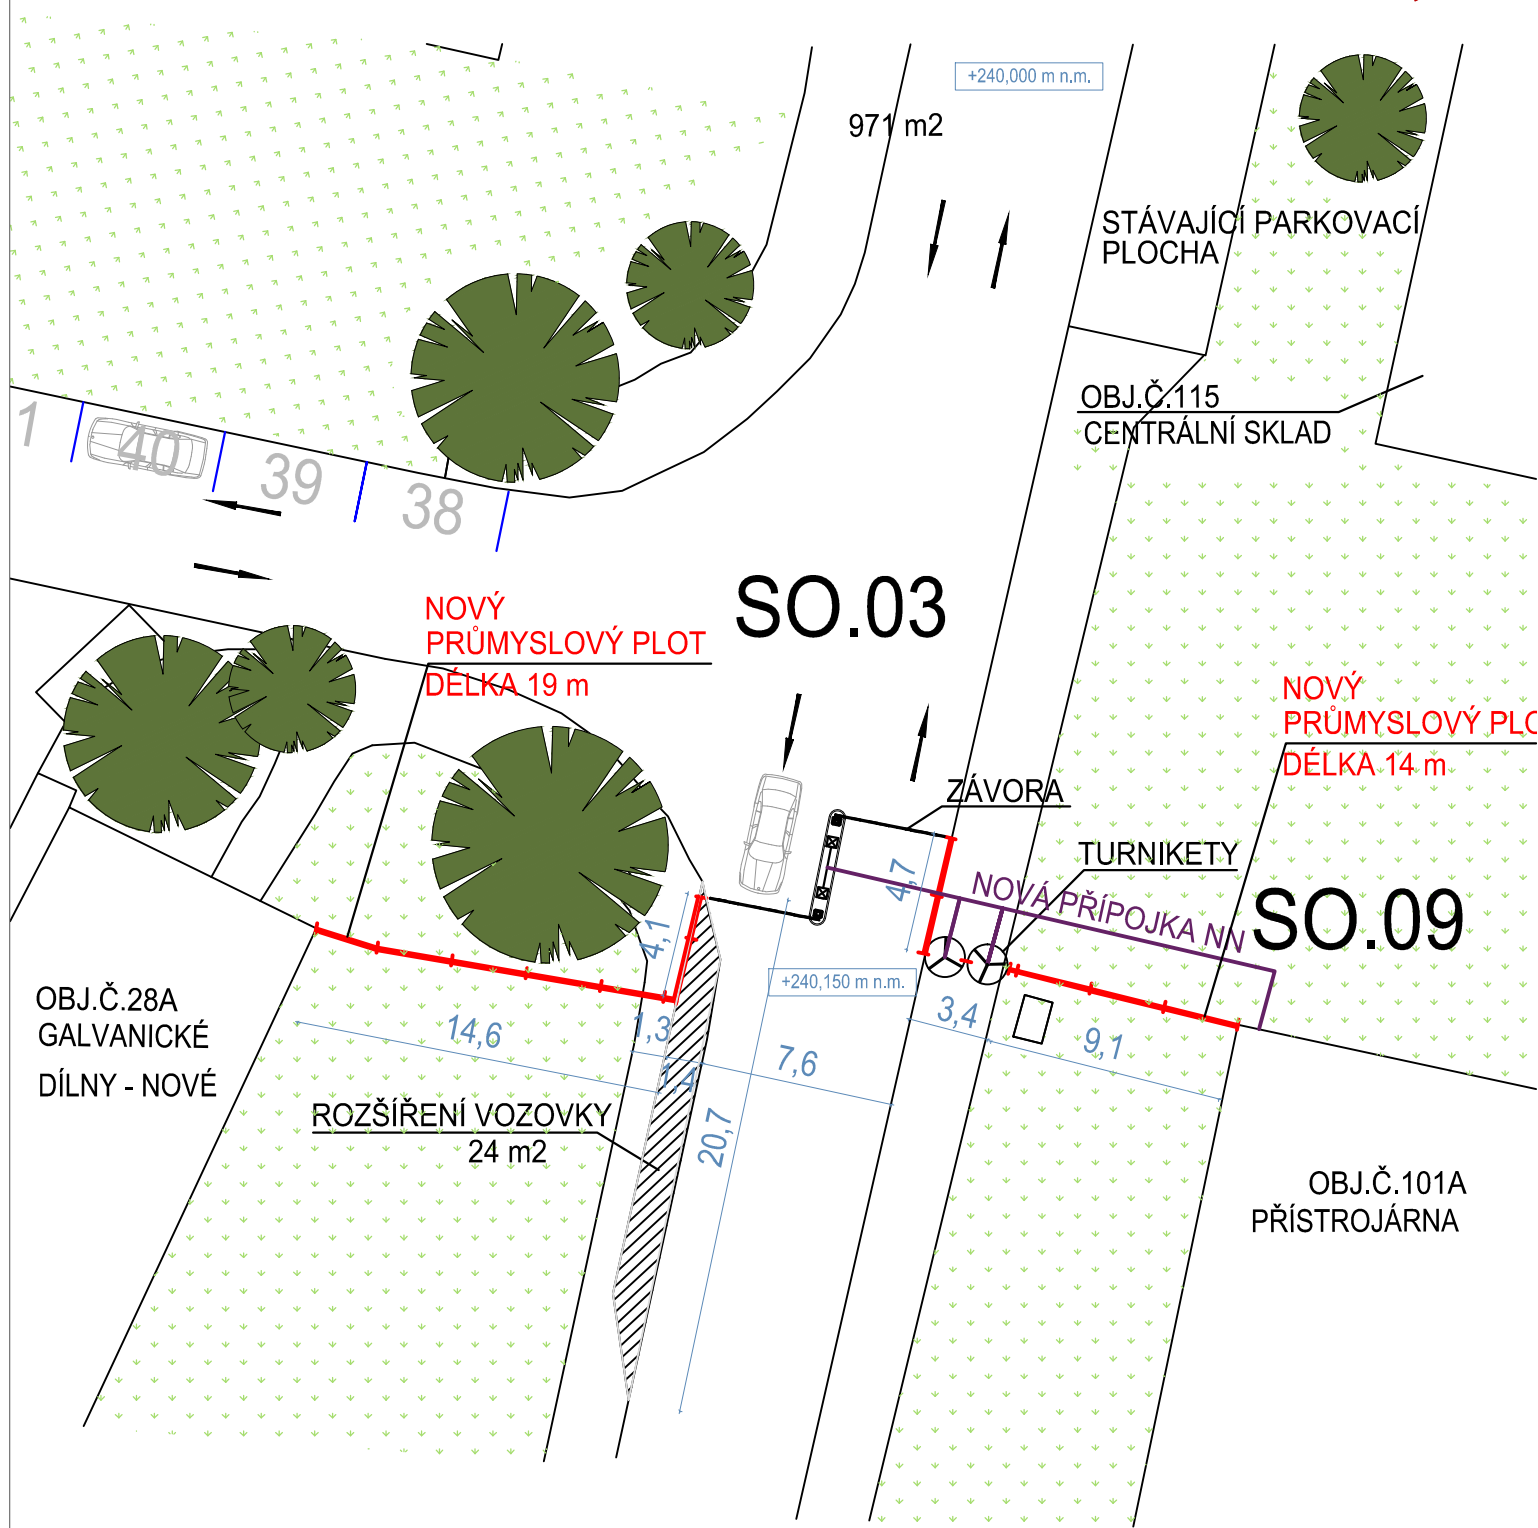 +240,000 m n.m.
971 m2
STÁVAJÍCÍ PARKOVACÍ
PLOCHA
OBJ.Č.115
CENTRÁLNÍ SKLAD
1
40
39
38
SO.03
NOVÝ
PRŮMYSLOVÝ PLOT
DÉLKA 19 m
NOVÝ
PRŮMYSLOVÝ PLO
DÉLKA 14 m
ZÁVORA
TURNIKETY
4,7
NOVÁ PŘÍPOJKA NN
SO.09
4,1
+240,150 m n.m.
OBJ.Č.28A
GALVANICKÉ
DÍLNY - NOVÉ
14,6
1,3
1,4
7,6
3,4
9,1
20,7
ROZŠÍŘENÍ VOZOVKY
24 m2
OBJ.Č.101A
PŘÍSTROJÁRNA